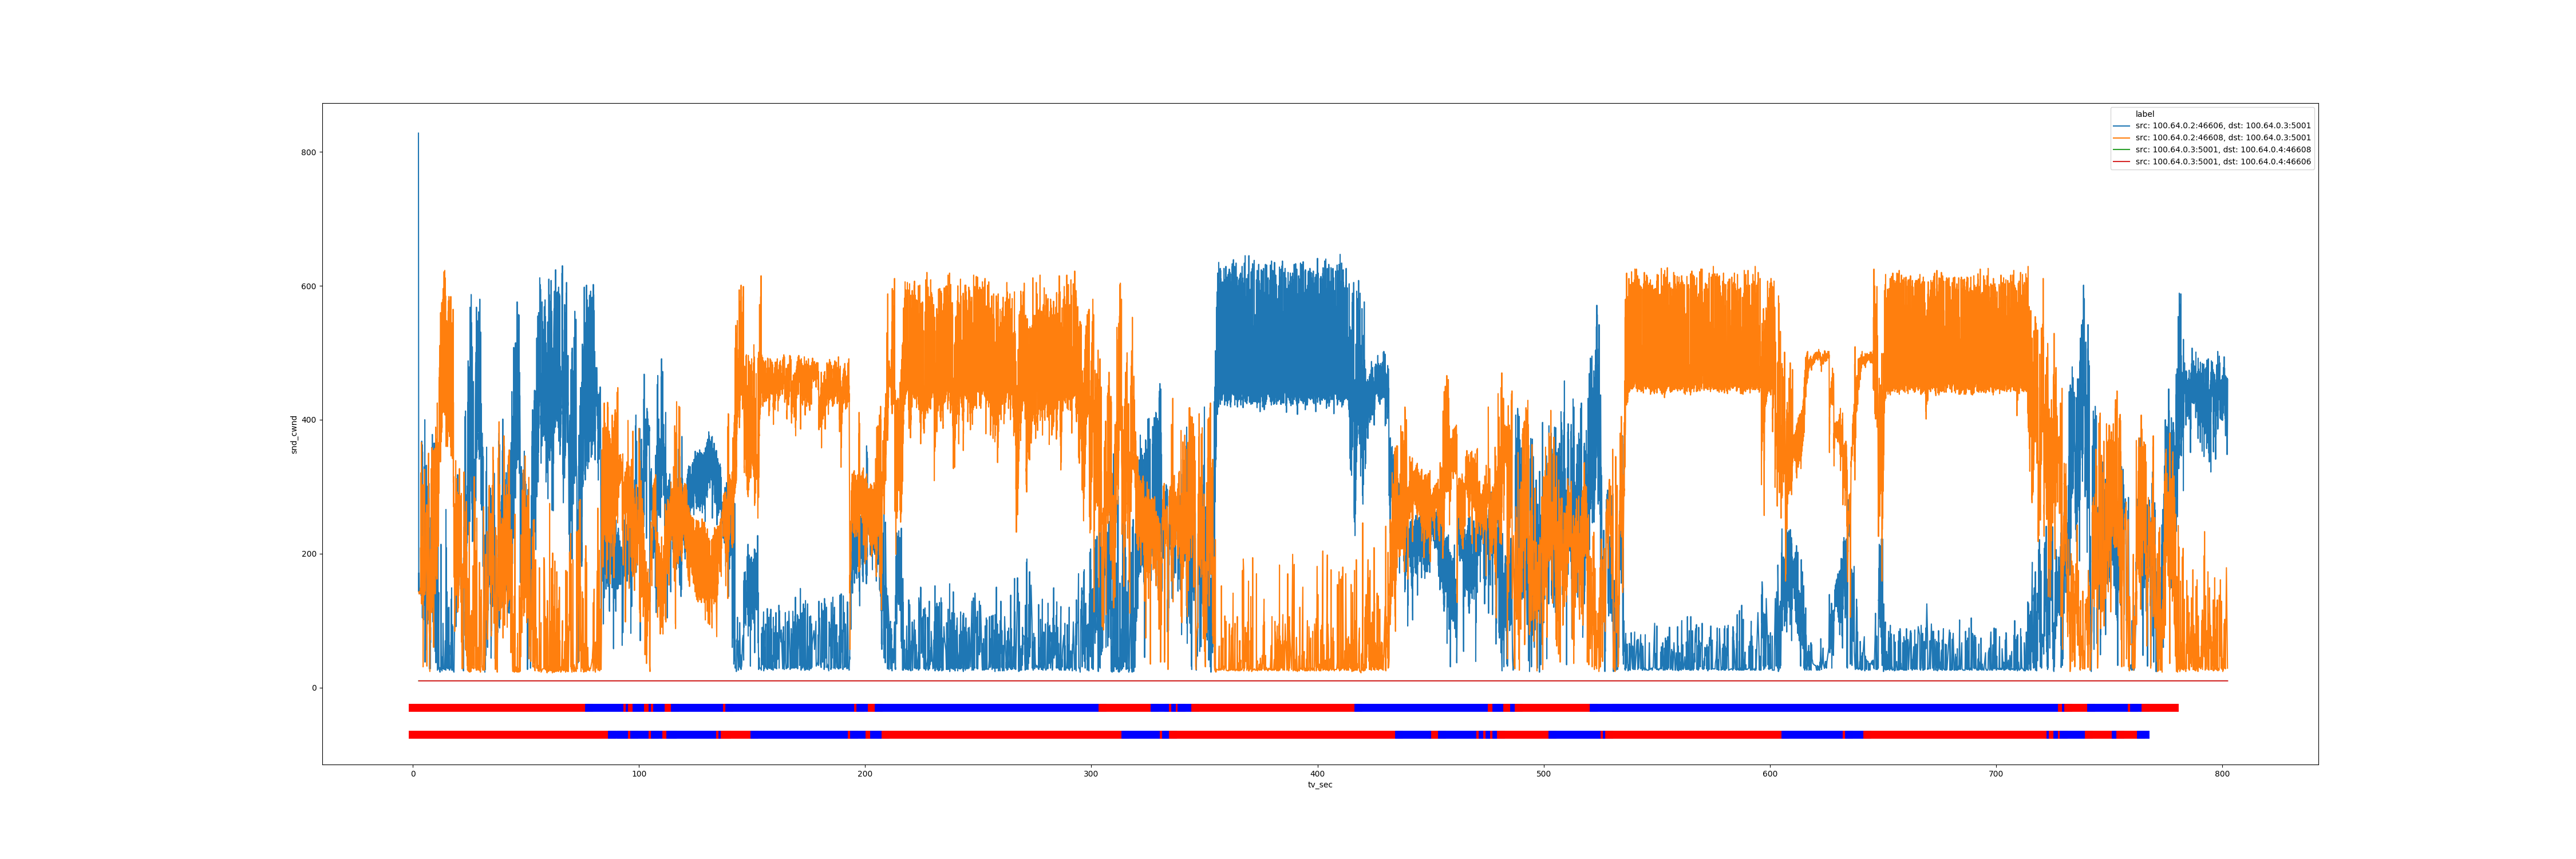 label
src: 100.64.0.2:46606, dst: 100.64.0.3:5001
src: 100.64.0.2:46608, dst: 100.64.0.3:5001
src: 100.64.0.3:5001, dst: 100.64.0.4:46608
src: 100.64.0.3:5001, dst: 100.64.0.4:46606
800
600
400
200
0
snd_cwnd
0 100 200 300 400 500 600 700 800
tv_sec